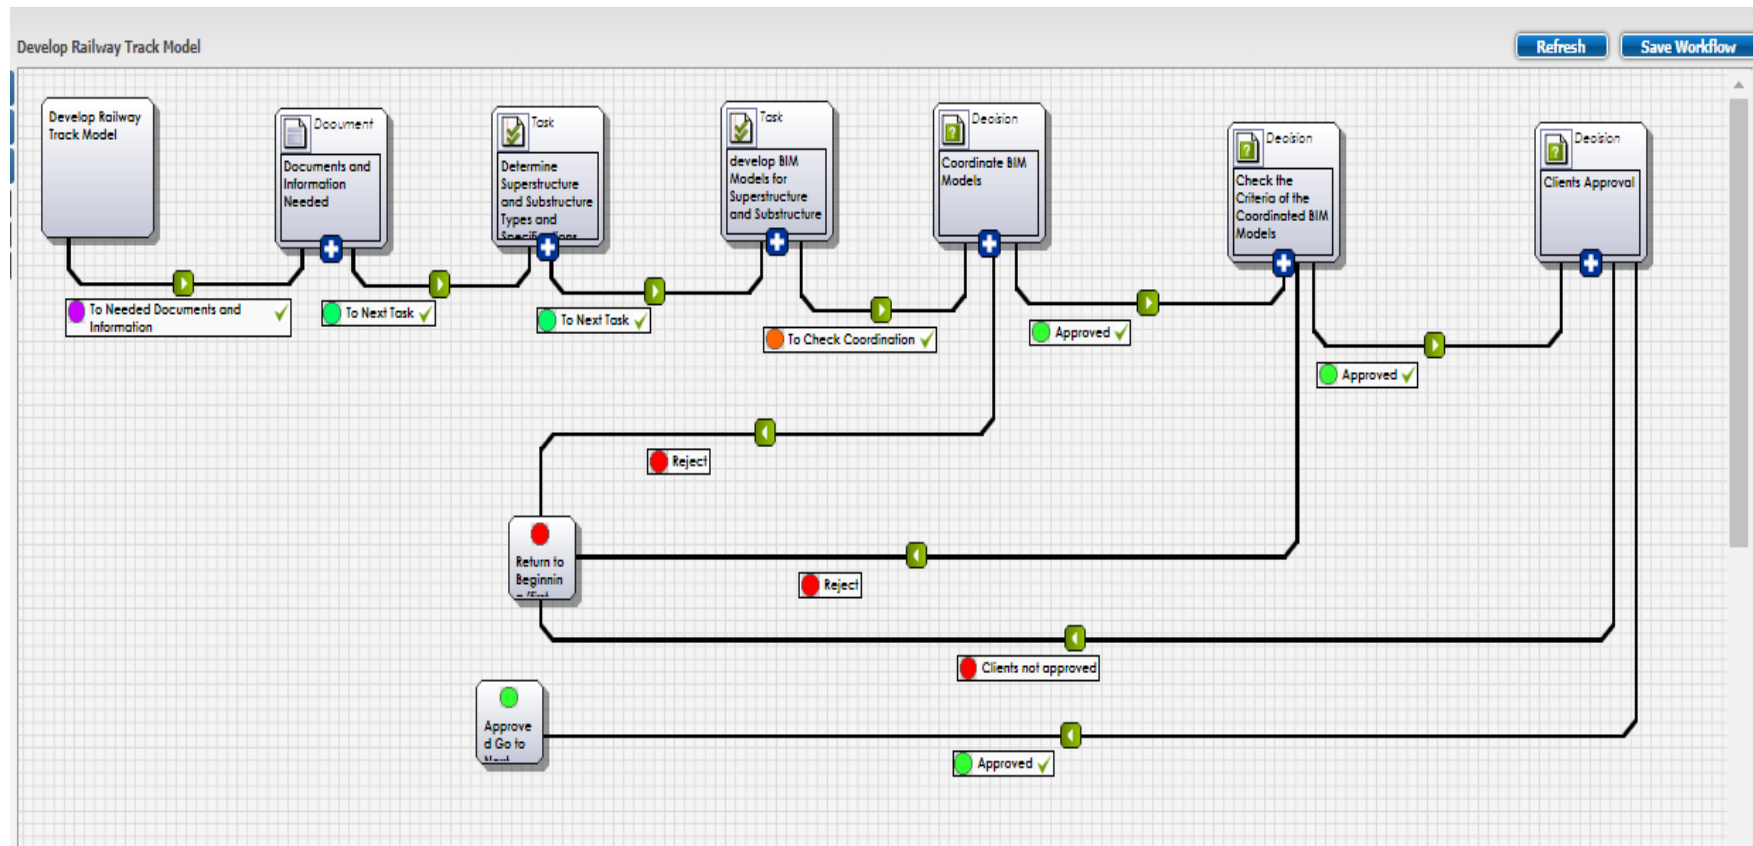 Develop Railway Track Model
Refresh
Save Workflow
Develop Railway
Track Model
Document
Documents and
Information
Needed
Task
Determine
Superstructure
and Substructure
Types and
Specifications
Task
develop BIM
Models for
Superstructure
and Substructure
Decision
Coordinate BIM
Models
Decision
Check the
Criteria of the
Coordinated BIM
Models
Decision
Clients Approval
To Needed Documents and
Information
To Next Task
To Next Task
To Check Coordination
Approved
Approved
Reject
Return to
Beginnin
g (First
Reject
Clients not approved
Approve
d Go to
Next
Approved